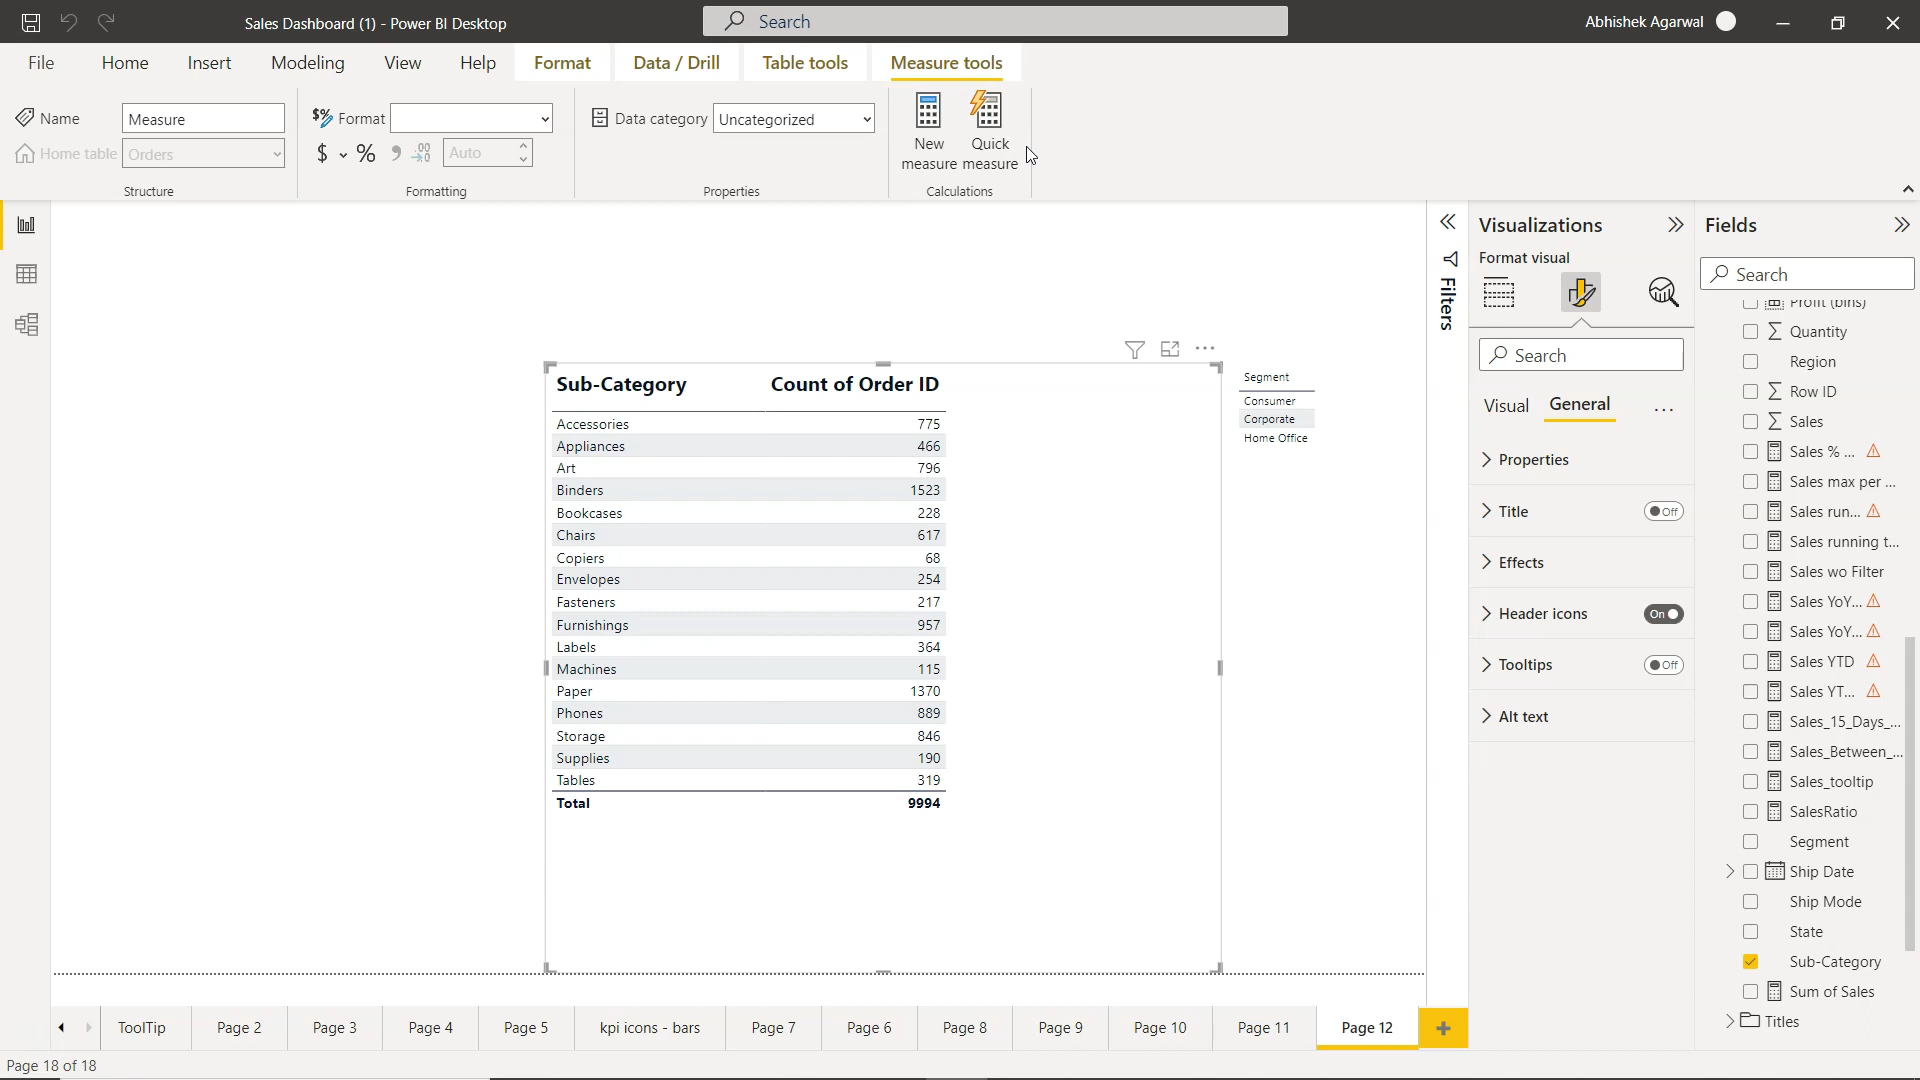 Sales Dashboard (1) - Power BI Desktop
Search
Abhishek Agarwal
File Home Insert Modeling View Help Format Data / Drill Table tools Measure tools
Name Measure
Home table Orders
Structure
Format
$ % Auto
Formatting
Data category Uncategorized
Properties
New measure
Quick measure
Calculations
Sub-Category Count of Order ID
Accessories 775
Appliances 466
Art 796
Binders 1523
Bookcases 228
Chairs 617
Copiers 68
Envelopes 254
Fasteners 217
Furnishings 957
Labels 364
Machines 115
Paper 1370
Phones 889
Storage 846
Supplies 190
Tables 319
Total 9994
Segment
Consumer
Corporate
Home Office
Filters
Visualizations
Format visual
Search
Visual General ...
Properties
Title Off
Effects
Header icons On
Tooltips Off
Alt text
Fields
Search
Profit (bins)
Quantity
Region
Row ID
Sales
Sales % ...
Sales max per ...
Sales run...
Sales running t...
Sales wo Filter
Sales YoY...
Sales YoY...
Sales YTD
Sales YT...
Sales_15_Days_...
Sales_Between_...
Sales_tooltip
SalesRatio
Segment
Ship Date
Ship Mode
State
Sub-Category
Sum of Sales
Titles
ToolTip Page 2 Page 3 Page 4 Page 5 kpi icons - bars Page 7 Page 6 Page 8 Page 9 Page 10 Page 11 Page 12
Page 18 of 18